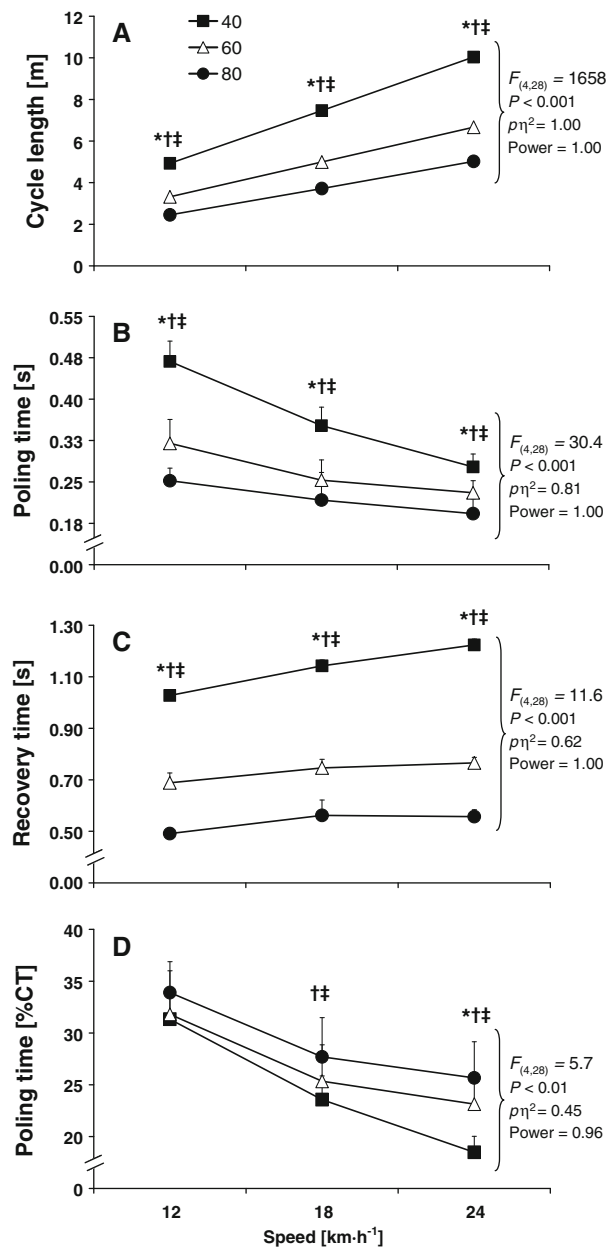 A
40
60
80
Cycle length [m]
12
10
8
6
4
2
0
*†‡
*†‡
*†‡
F(4,28) = 1658
P < 0.001
pη² = 1.00
Power = 1.00
B
Poling time [s]
0.55
0.48
0.40
0.33
0.25
0.18
0.00
*†‡
*†‡
*†‡
F(4,28) = 30.4
P < 0.001
pη² = 0.81
Power = 1.00
C
Recovery time [s]
1.30
1.10
0.90
0.70
0.50
0.00
*†‡
*†‡
*†‡
F(4,28) = 11.6
P < 0.001
pη² = 0.62
Power = 1.00
D
Poling time [%CT]
40
35
30
25
20
0
†‡
*†‡
F(4,28) = 5.7
P < 0.01
pη² = 0.45
Power = 0.96
12
18
24
Speed [km·h⁻¹]